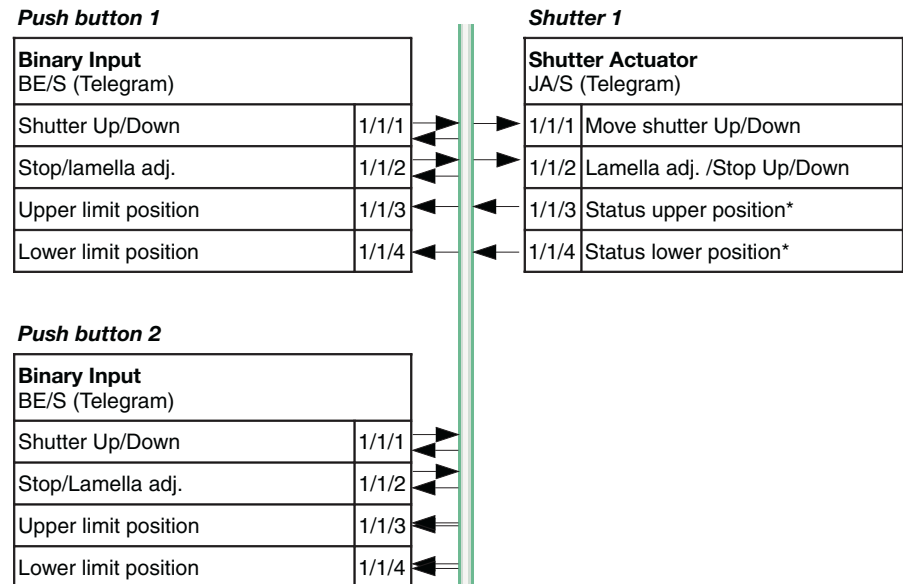 Push button 1
Shutter 1
Binary Input
BE/S (Telegram)
Shutter Actuator
JA/S (Telegram)
Shutter Up/Down 1/1/1
1/1/1 Move shutter Up/Down
Stop/lamella adj. 1/1/2
1/1/2 Lamella adj. /Stop Up/Down
Upper limit position 1/1/3
1/1/3 Status upper position*
Lower limit position 1/1/4
1/1/4 Status lower position*
Push button 2
Binary Input
BE/S (Telegram)
Shutter Up/Down 1/1/1
Stop/Lamella adj. 1/1/2
Upper limit position 1/1/3
Lower limit position 1/1/4